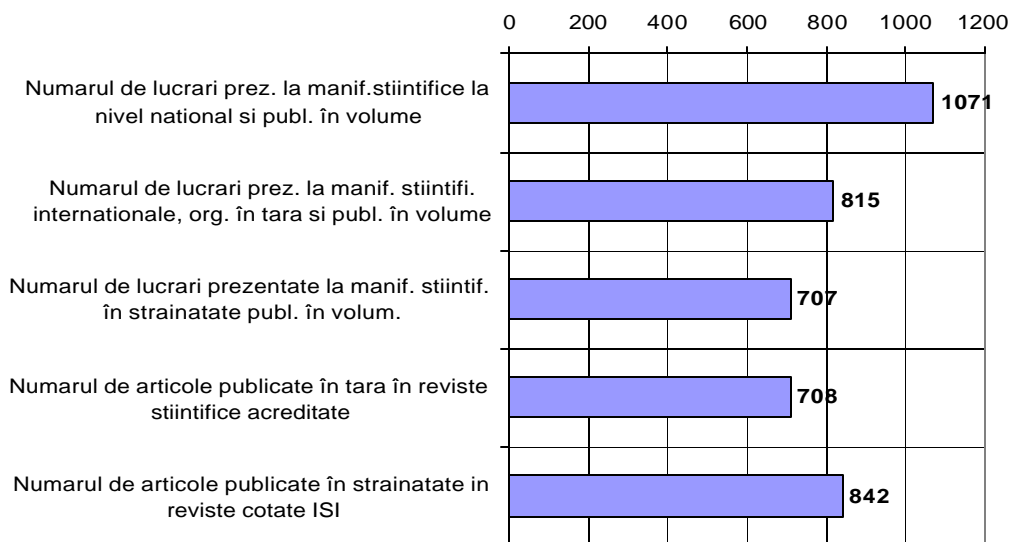 0 200 400 600 800 1000 1200
Numarul de lucrari prez. la manif.stiintifice la
nivel national si publ. în volume
1071
Numarul de lucrari prez. la manif. stiintifi.
internationale, org. în tara si publ. în volume
815
Numarul de lucrari prezentate la manif. stiintif.
în strainatate publ. în volum.
707
Numarul de articole publicate în tara în reviste
stiintifice acreditate
708
Numarul de articole publicate în strainatate in
reviste cotate ISI
842